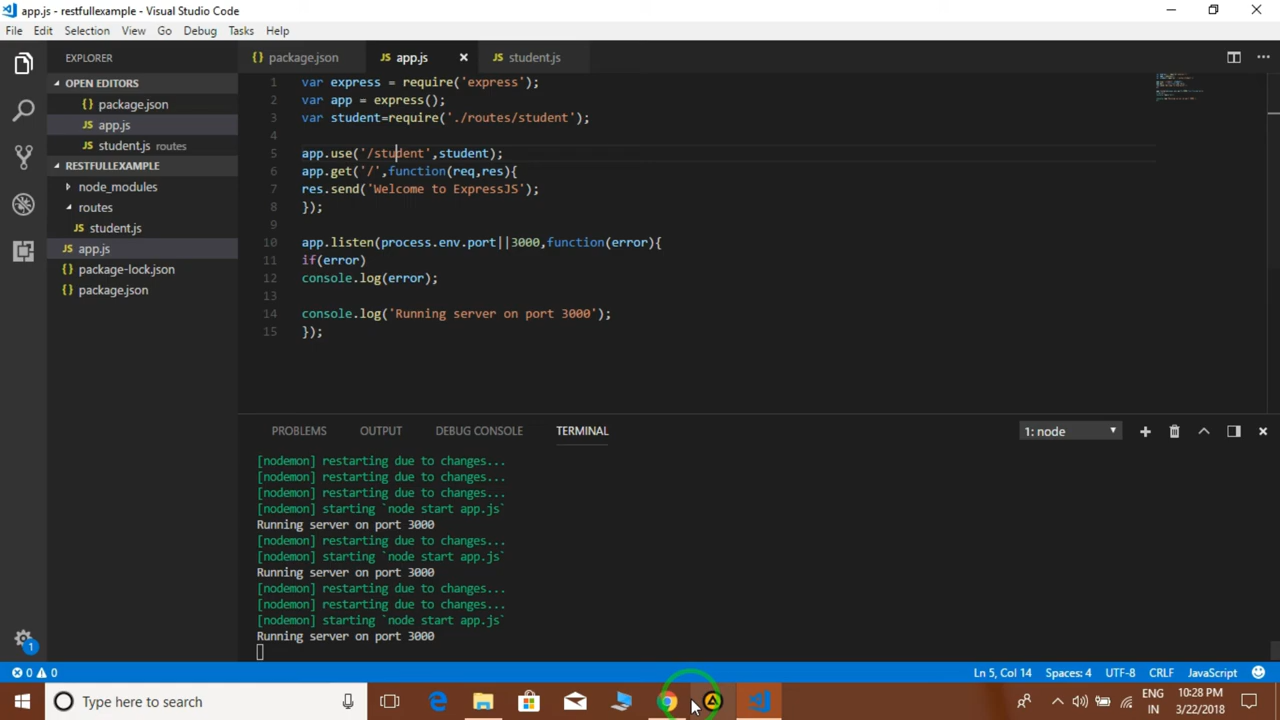 app.js - restfullexample - Visual Studio Code
File Edit Selection View Go Debug Tasks Help
EXPLORER
OPEN EDITORS
{} package.json
JS app.js
JS student.js routes
RESTFULLEXAMPLE
node_modules
routes
JS student.js
JS app.js
{} package-lock.json
{} package.json
{} package.json
JS app.js
JS student.js
1 var express = require('express');
2 var app = express();
3 var student=require('./routes/student');
4
5 app.use('/student',student);
6 app.get('/',function(req,res){
7 res.send('Welcome to ExpressJS');
8 });
9
10 app.listen(process.env.port||3000,function(error){
11 if(error)
12 console.log(error);
13
14 console.log('Running server on port 3000');
15 });
PROBLEMS OUTPUT DEBUG CONSOLE TERMINAL
1: node
[nodemon] restarting due to changes...
[nodemon] restarting due to changes...
[nodemon] restarting due to changes...
[nodemon] starting `node start app.js`
Running server on port 3000
[nodemon] restarting due to changes...
[nodemon] starting `node start app.js`
Running server on port 3000
[nodemon] restarting due to changes...
[nodemon] restarting due to changes...
[nodemon] starting `node start app.js`
Running server on port 3000
1
0 0
Ln 5, Col 14 Spaces: 4 UTF-8 CRLF JavaScript
Type here to search
ENG
IN
10:28 PM
3/22/2018